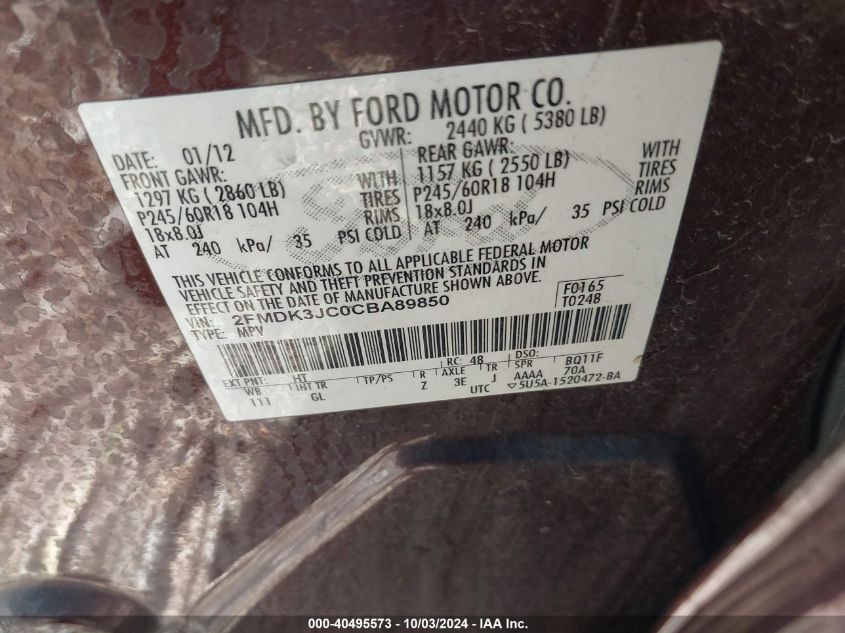 MFD. BY FORD MOTOR CO.
DATE: 01/12 GVWR: 2440 KG ( 5380 LB)
FRONT GAWR: REAR GAWR:
1297 KG ( 2860 LB) WITH 1157 KG ( 2550 LB) WITH
P245/60R18 104H TIRES P245/60R18 104H TIRES
18x8.0J RIMS 18x8.0J RIMS
AT 240 kPa/ 35 PSI COLD AT 240 kPa/ 35 PSI COLD
THIS VEHICLE CONFORMS TO ALL APPLICABLE FEDERAL MOTOR
VEHICLE SAFETY AND THEFT PREVENTION STANDARDS IN
EFFECT ON THE DATE OF MANUFACTURE SHOWN ABOVE.
VIN: 2FMDK3JC0CBA89850 F0165
TYPE: MPV T0248
EXT PNT: HT RC: 48 DSO: BQ11F
WB INT TR TP/PS R AXLE TR SPR 70A
111 GL Z 3E J AAAA
UTC ▽5U5A-1520472-BA
Ford
000-40495573 - 10/03/2024 - IAA Inc.